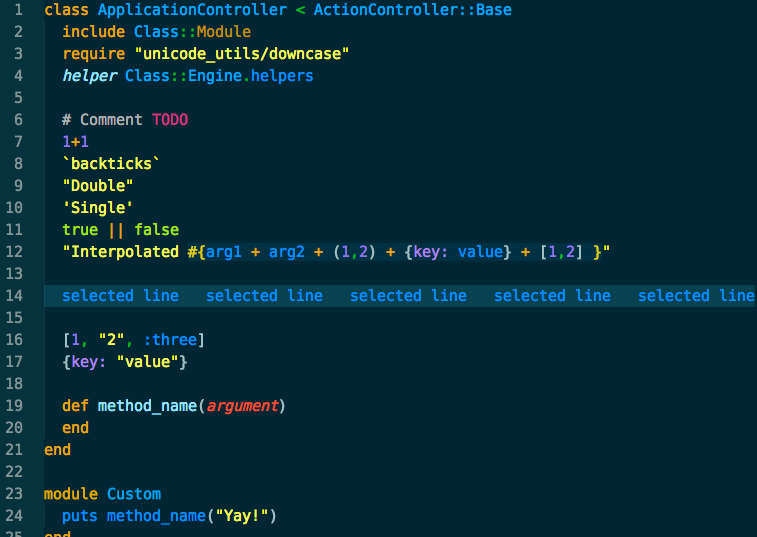 1 class ApplicationController < ActionController::Base
2   include Class::Module
3   require "unicode_utils/downcase"
4   helper Class::Engine.helpers
5
6   # Comment TODO
7   1+1
8   `backticks`
9   "Double"
10   'Single'
11   true || false
12   "Interpolated #{arg1 + arg2 + (1,2) + {key: value} + [1,2] }"
13
14   selected line   selected line   selected line   selected line   selected line
15
16   [1, "2", :three]
17   {key: "value"}
18
19   def method_name(argument)
20   end
21 end
22
23 module Custom
24   puts method_name("Yay!")
25 end